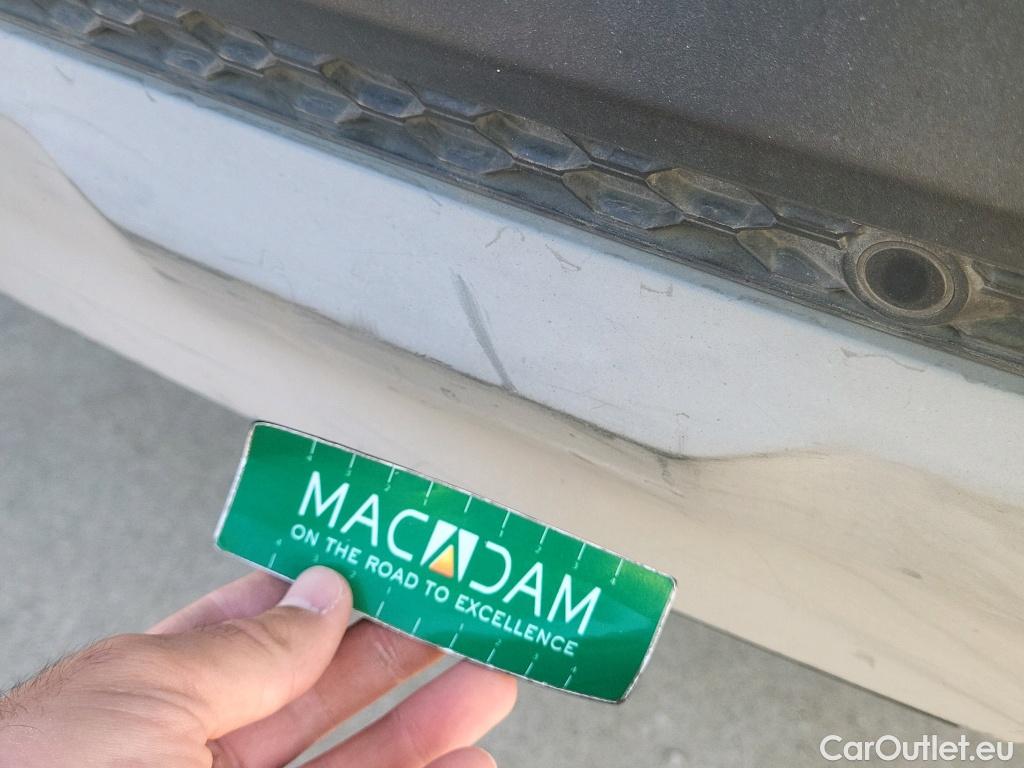 MACADAM
ON THE ROAD TO EXCELLENCE
CarOutlet.eu